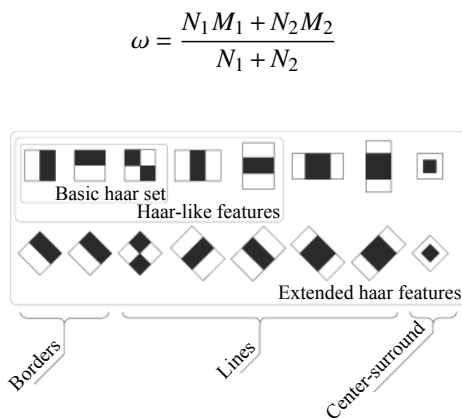 ω = (N₁M₁ + N₂M₂) / (N₁ + N₂)
Basic haar set
Haar-like features
Extended haar features
Borders
Lines
Center-surround